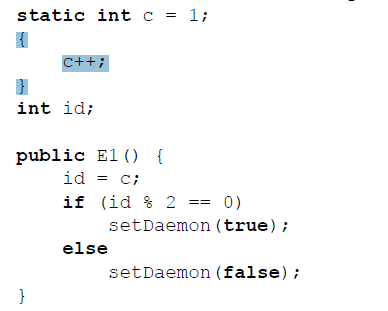 static int c = 1;
{
c++;
}
int id;
public E1() {
id = c;
if (id % 2 == 0)
setDaemon(true);
else
setDaemon(false);
}